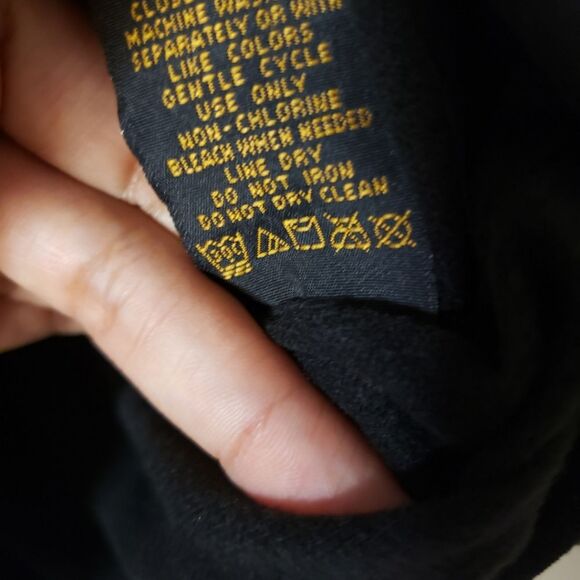 CLOSE
MACHINE WASH
SEPARATELY OR WITH
LIKE COLORS
GENTLE CYCLE
USE ONLY
NON-CHLORINE
BLEACH WHEN NEEDED
LINE DRY
DO NOT IRON
DO NOT DRY CLEAN